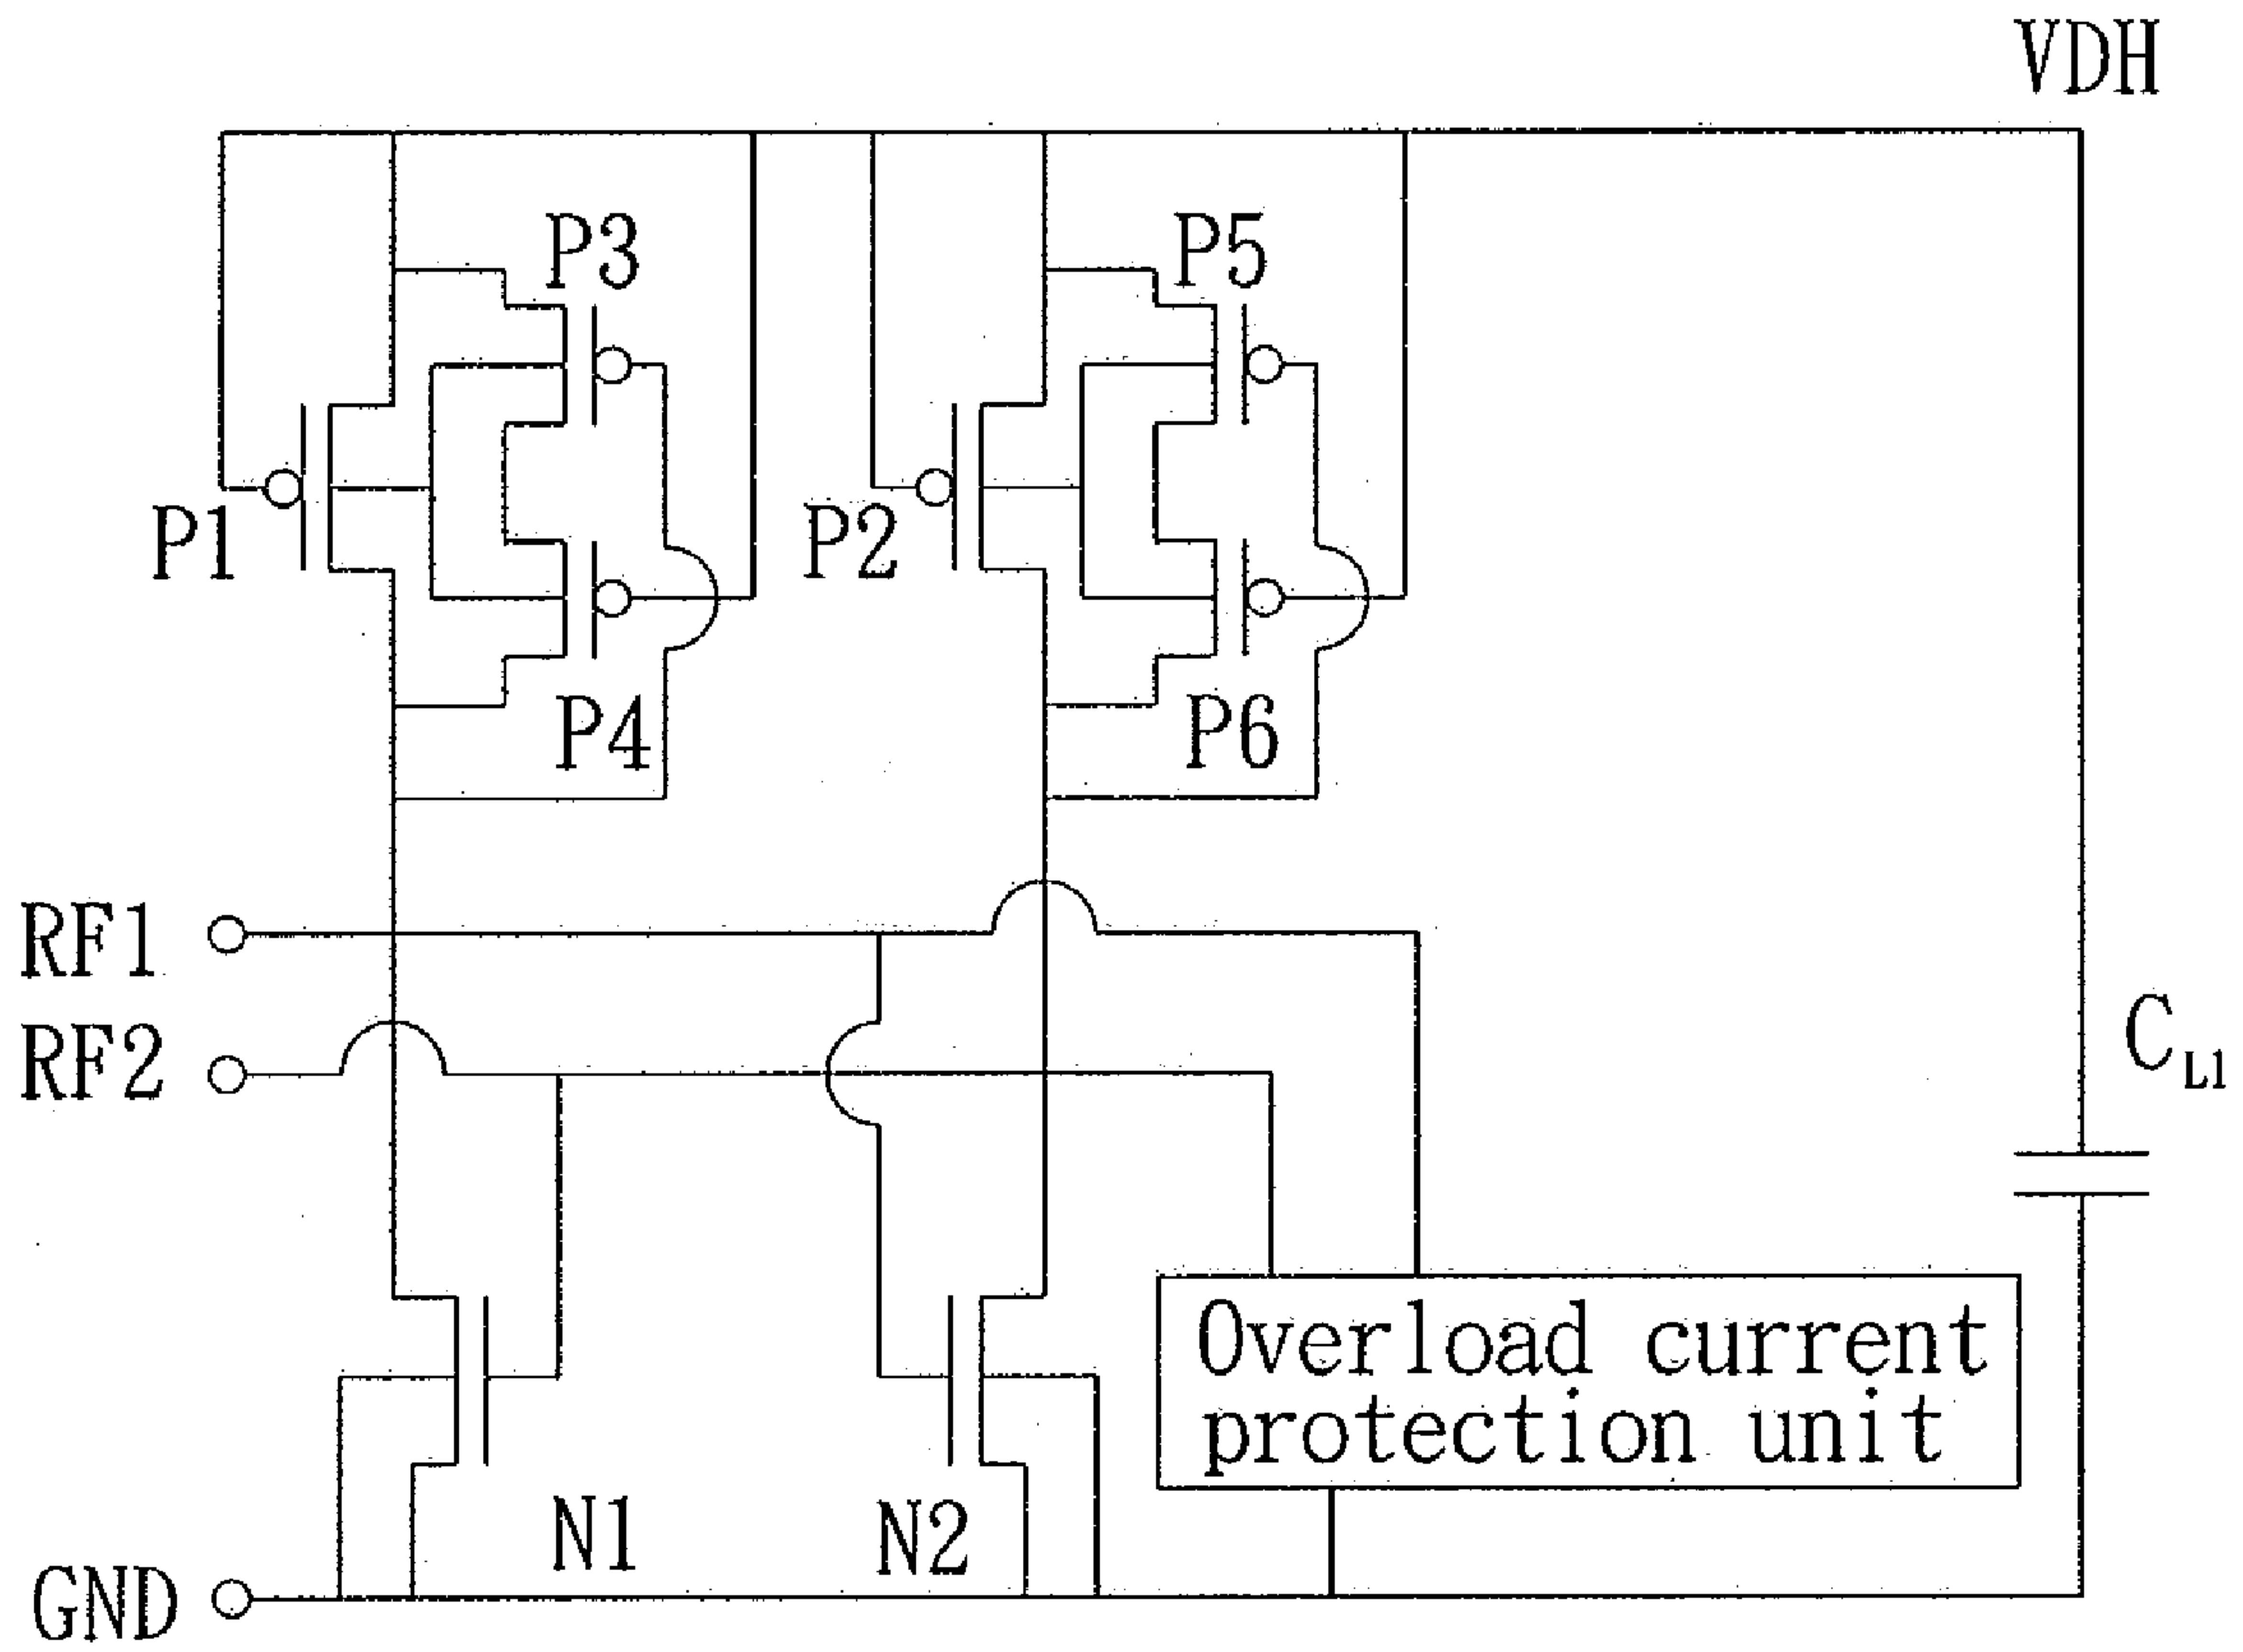 VDH
P3
P5
P1
P2
P4
P6
RF1
RF2
C_L1
Overload current
protection unit
N1
N2
GND